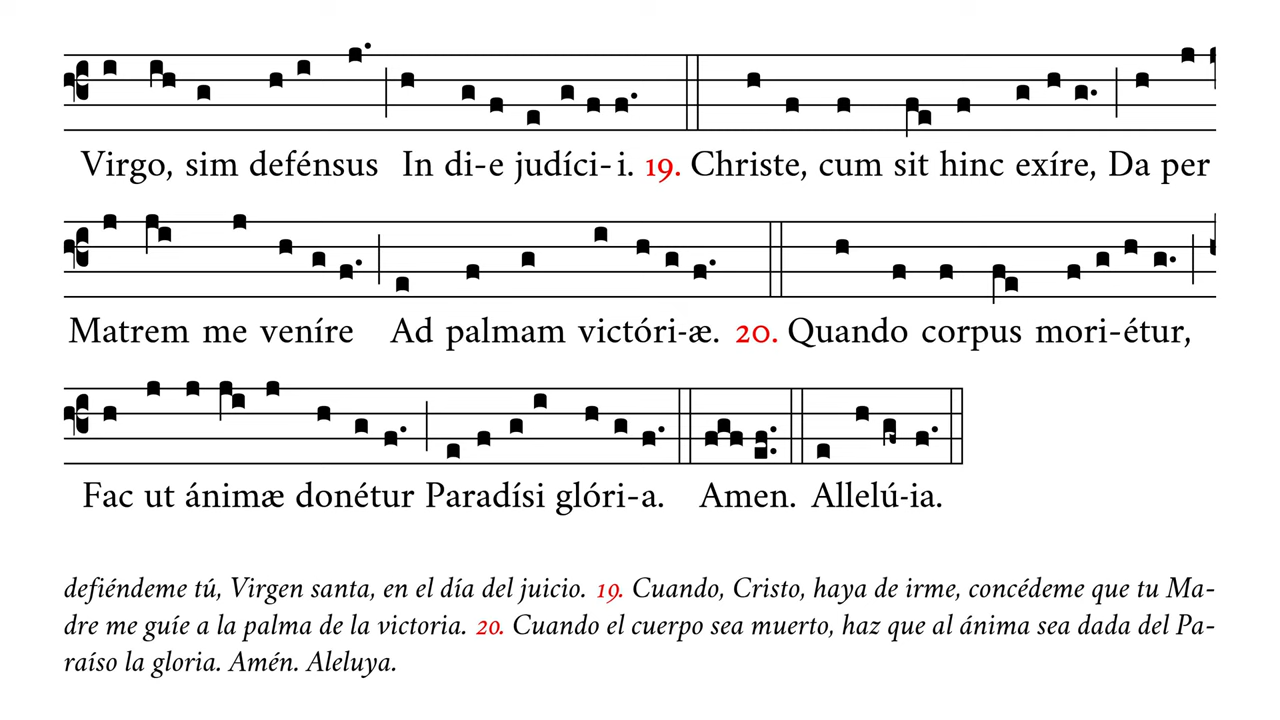 Virgo, sim defénsus In di-e judíci-i. 19. Christe, cum sit hinc exíre, Da per
Matrem me veníre Ad palmam victóri-æ. 20. Quando corpus mori-étur,
Fac ut ánimæ donétur Paradísi glóri-a. Amen. Allelú-ia.
defiéndeme tú, Virgen santa, en el día del juicio. 19. Cuando, Cristo, haya de irme, concédeme que tu Ma-
dre me guíe a la palma de la victoria. 20. Cuando el cuerpo sea muerto, haz que al ánima sea dada del Pa-
raíso la gloria. Amén. Aleluya.